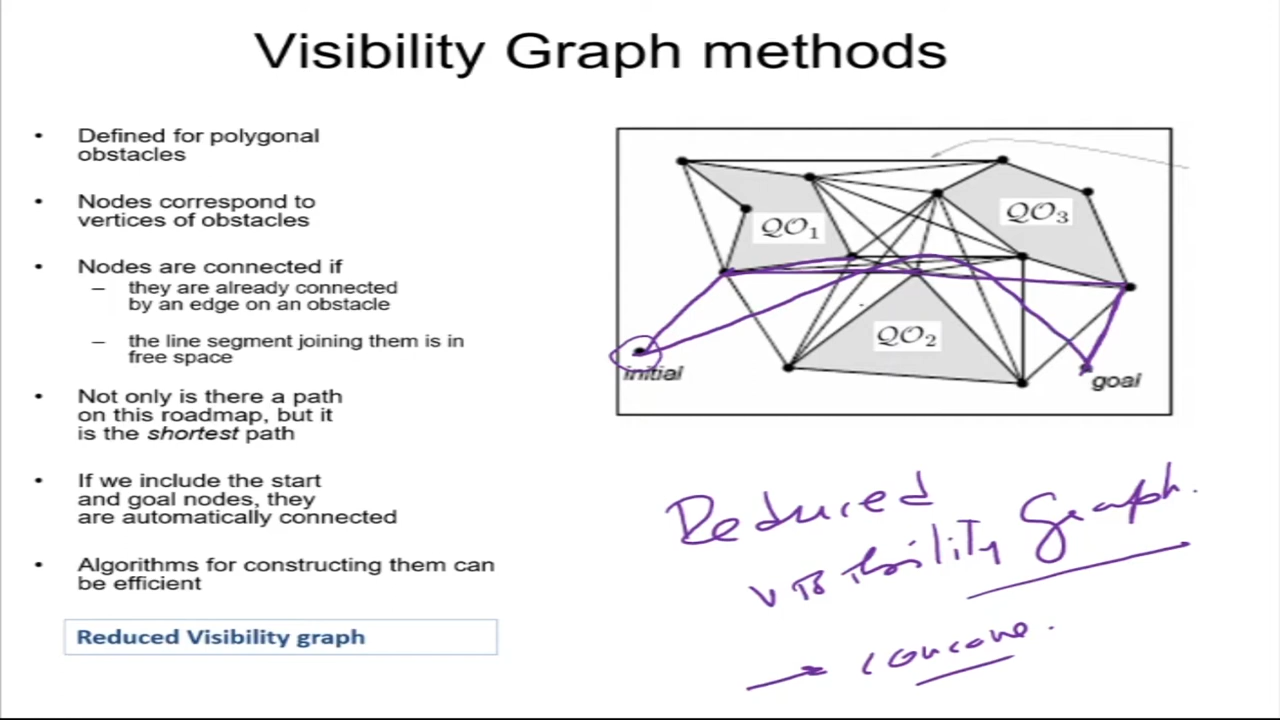 Visibility Graph methods
• Defined for polygonal
obstacles
• Nodes correspond to
vertices of obstacles
• Nodes are connected if
– they are already connected
by an edge on an obstacle
– the line segment joining them is in
free space
• Not only is there a path
on this roadmap, but it
is the shortest path
• If we include the start
and goal nodes, they
are automatically connected
• Algorithms for constructing them can
be efficient
Reduced Visibility graph
QO₁
QO₃
QO₂
initial
goal
Reduced
visibility Graph.
→ concave.